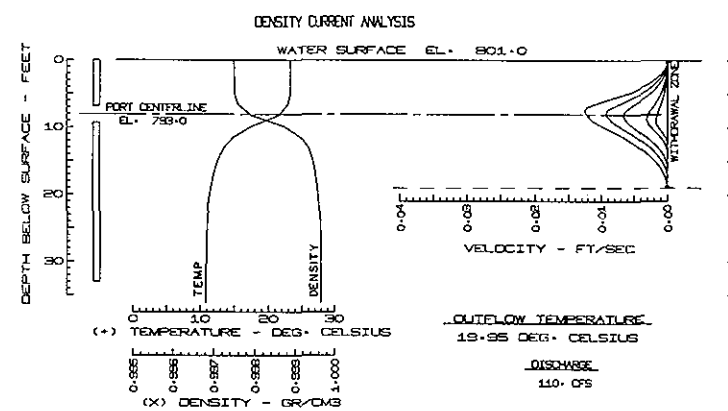 DENSITY CURRENT ANALYSIS
WATER SURFACE EL. 801.0
DEPTH BELOW SURFACE - FEET
0
10
20
30
PORT CENTERLINE
EL. 793.0
TEMP
DENSITY
WITHDRAWAL ZONE
0.04
0.03
0.02
0.01
0.00
VELOCITY - FT/SEC
0
10
20
30
(+) TEMPERATURE - DEG. CELSIUS
0.995
0.996
0.997
0.998
0.999
1.000
(X) DENSITY - GR/CM3
OUTFLOW TEMPERATURE
19.95 DEG. CELSIUS
DISCHARGE
110. CFS